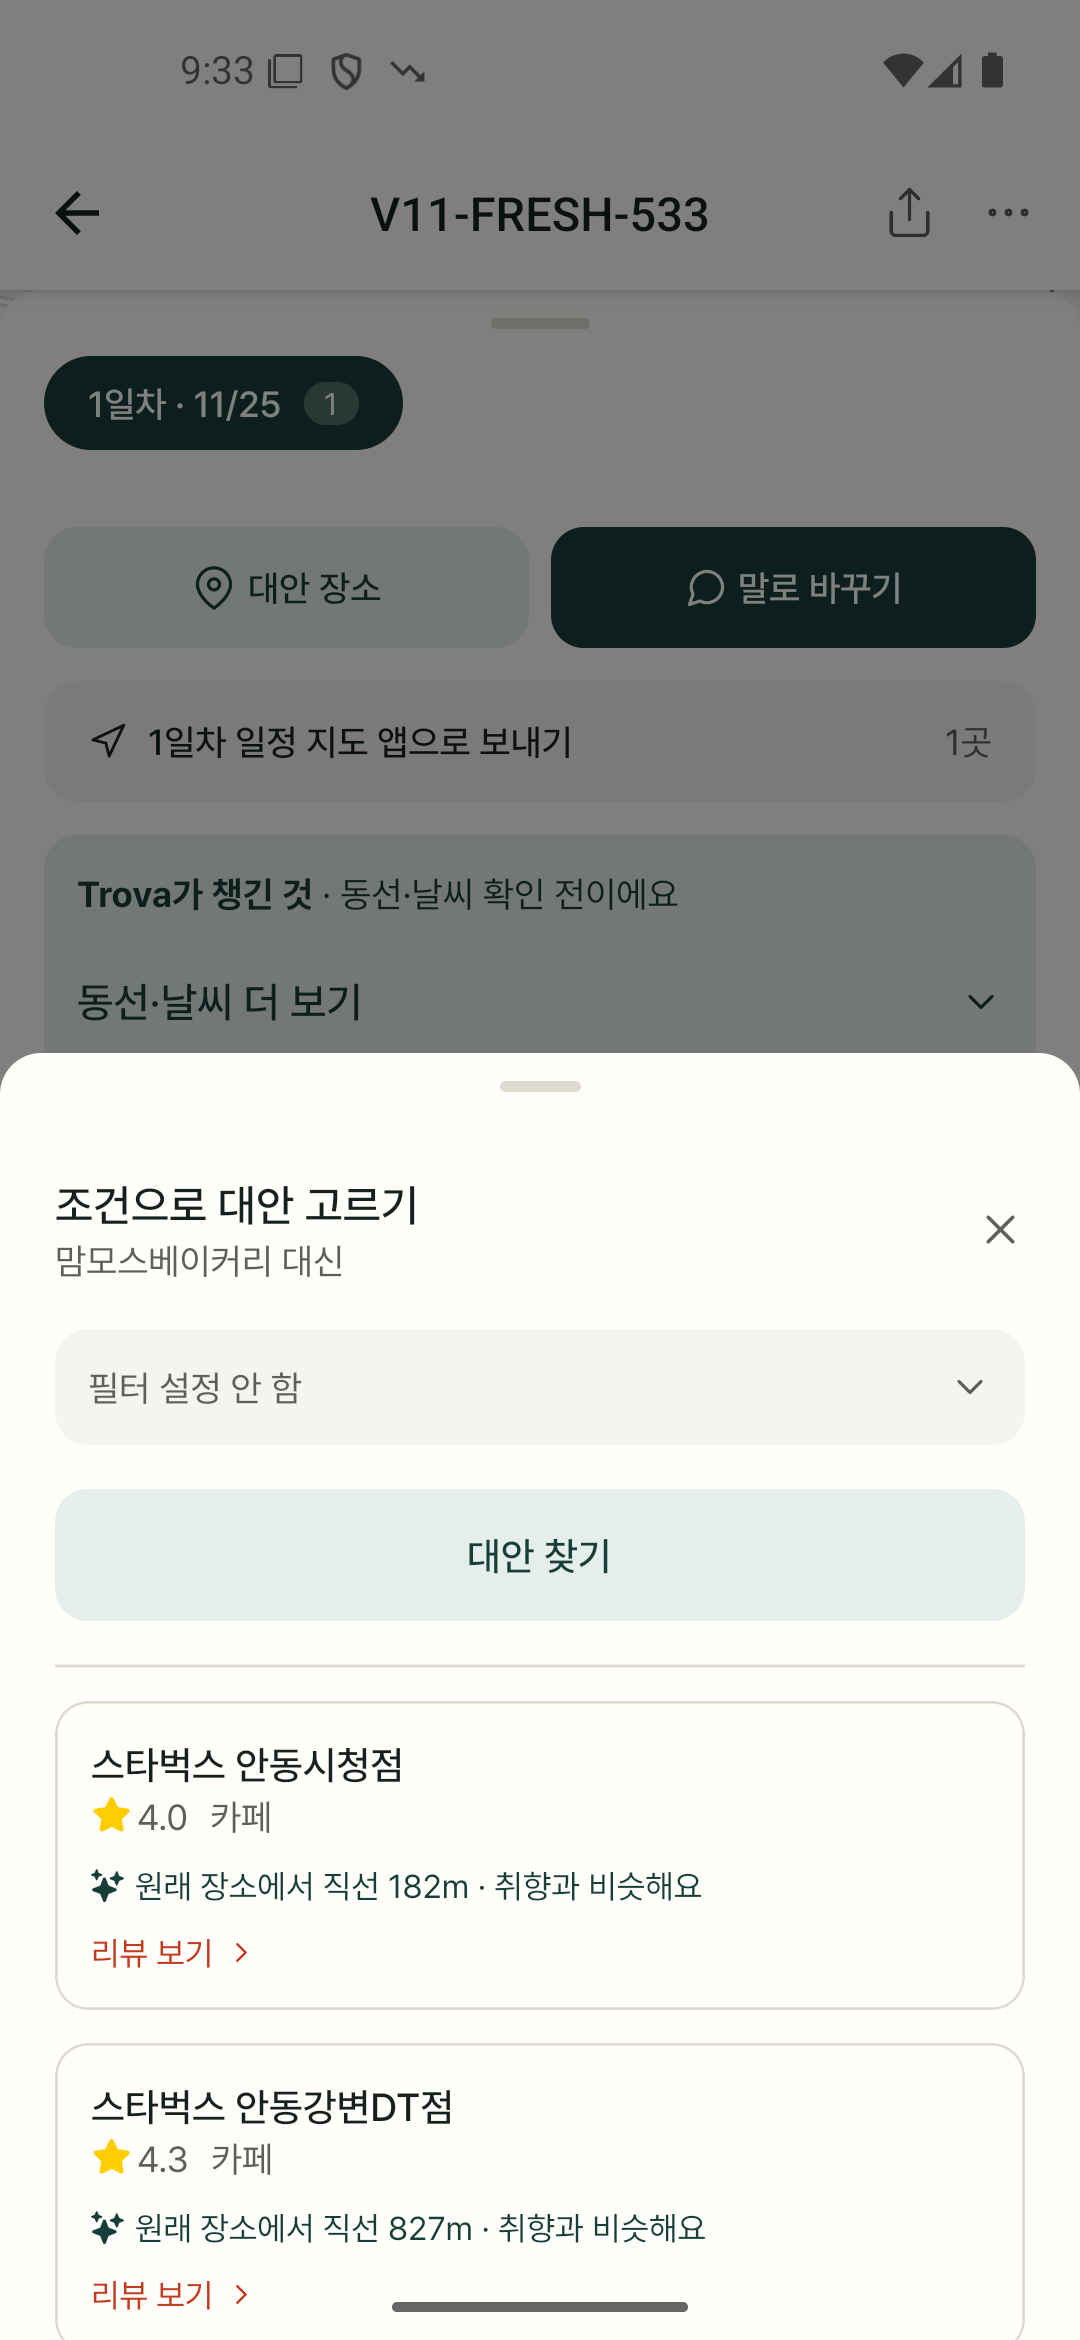 9:33
V11-FRESH-533
1일차 · 11/25 1
대안 장소
말로 바꾸기
1일차 일정 지도 앱으로 보내기 1곳
Trova가 챙긴 것 · 동선·날씨 확인 전이에요
동선·날씨 더 보기
조건으로 대안 고르기
맘모스베이커리 대신
필터 설정 안 함
대안 찾기
스타벅스 안동시청점
4.0 카페
원래 장소에서 직선 182m · 취향과 비슷해요
리뷰 보기
스타벅스 안동강변DT점
4.3 카페
원래 장소에서 직선 827m · 취향과 비슷해요
리뷰 보기